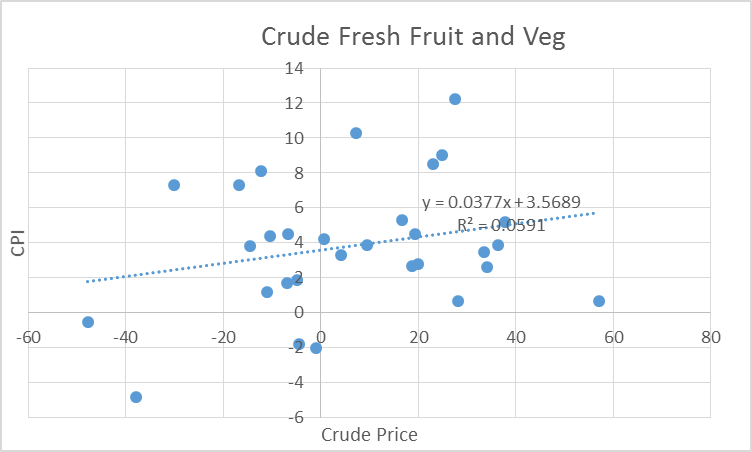 Crude Fresh Fruit and Veg
14
12
10
8
6
4
2
0
-2
-4
-6
-60 -40 -20 0 20 40 60 80
y = 0.0377x + 3.5689
R² = 0.0591
CPI
Crude Price